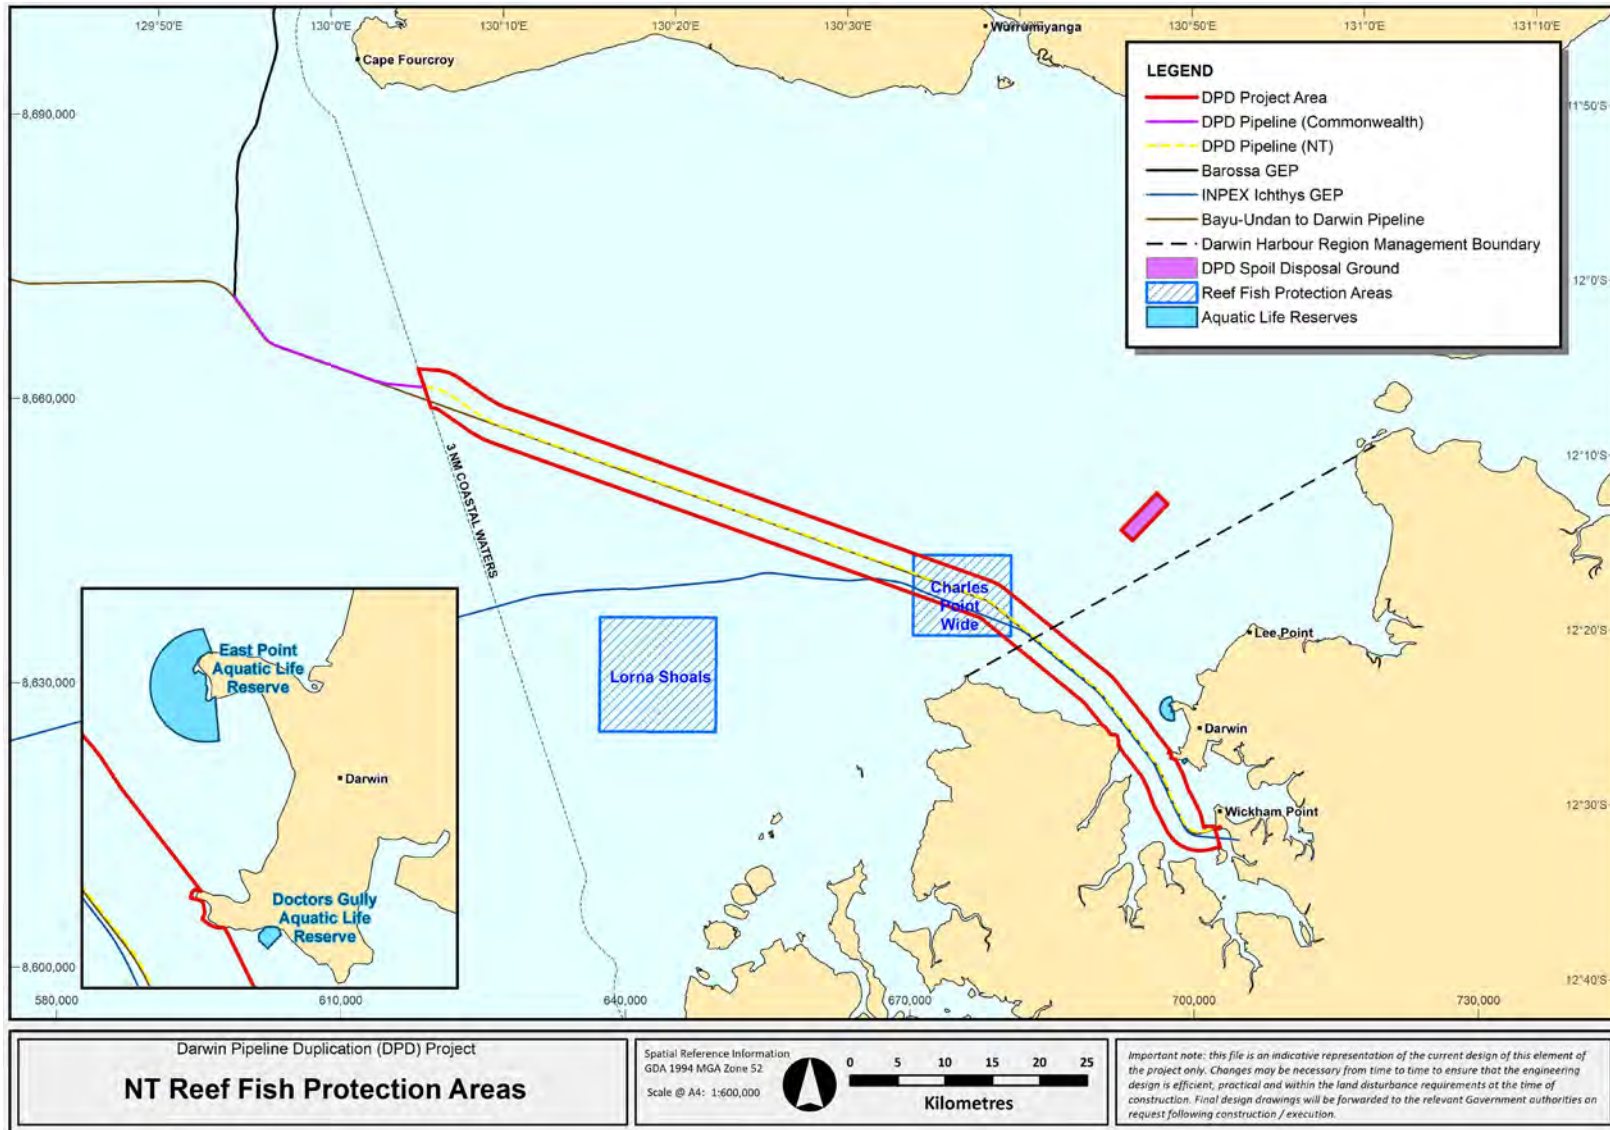 129°50'E
130°0'E
130°10'E
130°20'E
130°30'E
130°40'E
130°50'E
131°0'E
131°10'E
Wurrumiyanga
Cape Fourcroy
LEGEND
DPD Project Area
DPD Pipeline (Commonwealth)
DPD Pipeline (NT)
Barossa GEP
INPEX Ichthys GEP
Bayu-Undan to Darwin Pipeline
Darwin Harbour Region Management Boundary
DPD Spoil Disposal Ground
Reef Fish Protection Areas
Aquatic Life Reserves
8,690,000
11°50'S
12°0'S
8,660,000
3 NM COASTAL WATERS
12°10'S
Charles
Point
Wide
Lorna Shoals
Lee Point
12°20'S
8,630,000
Darwin
Wickham Point
12°30'S
East Point
Aquatic Life
Reserve
Darwin
Doctors Gully
Aquatic Life
Reserve
8,600,000
12°40'S
580,000
610,000
640,000
670,000
700,000
730,000
Darwin Pipeline Duplication (DPD) Project
NT Reef Fish Protection Areas
Spatial Reference Information
GDA 1994 MGA Zone 52
Scale @ A4: 1:600,000
0 5 10 15 20 25
Kilometres
Important note: this file is an indicative representation of the current design of this element of
the project only. Changes may be necessary from time to time to ensure that the engineering
design is efficient, practical and within the land disturbance requirements at the time of
construction. Final design drawings will be forwarded to the relevant Government authorities on
request following construction / execution.